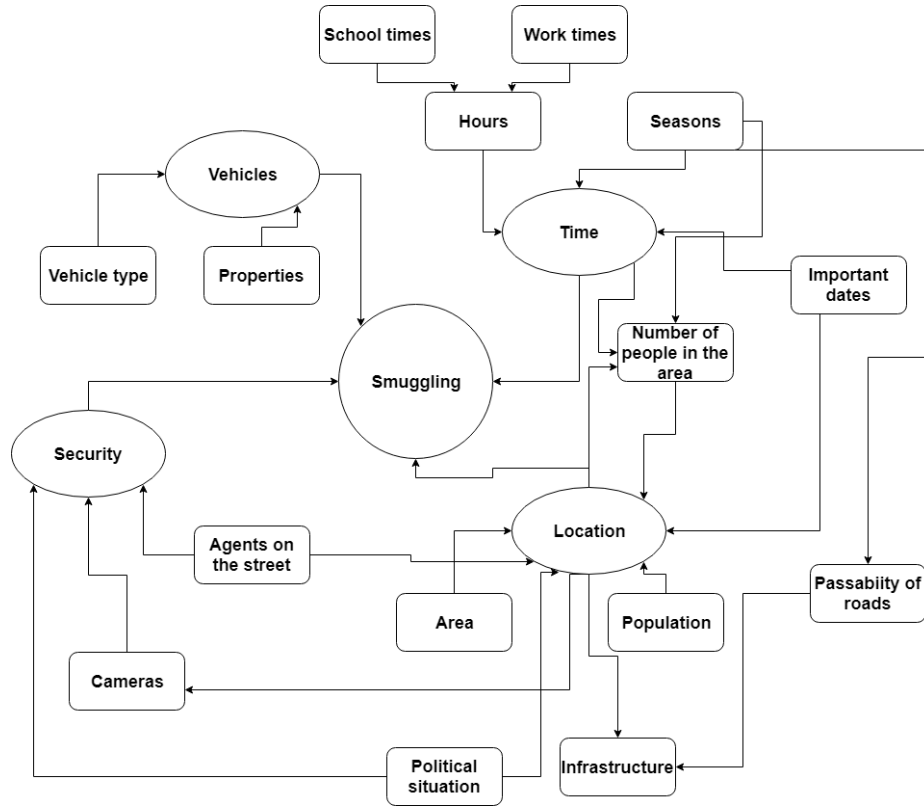 School times
Work times
Hours
Seasons
Vehicles
Time
Vehicle type
Properties
Important
dates
Number of
people in the
area
Smuggling
Security
Location
Agents on
the street
Area
Population
Passabiity of
roads
Cameras
Political
situation
Infrastructure